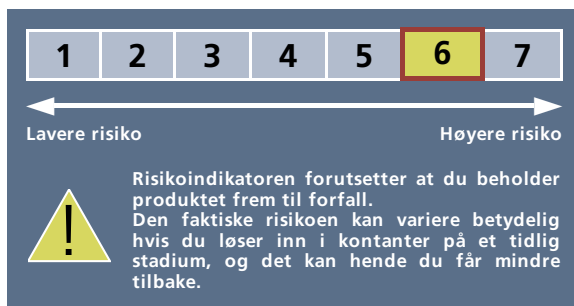 1 2 3 4 5 6 7
Lavere risiko Høyere risiko
Risikoindikatoren forutsetter at du beholder
produktet frem til forfall.
Den faktiske risikoen kan variere betydelig
hvis du løser inn i kontanter på et tidlig
stadium, og det kan hende du får mindre
tilbake.
!